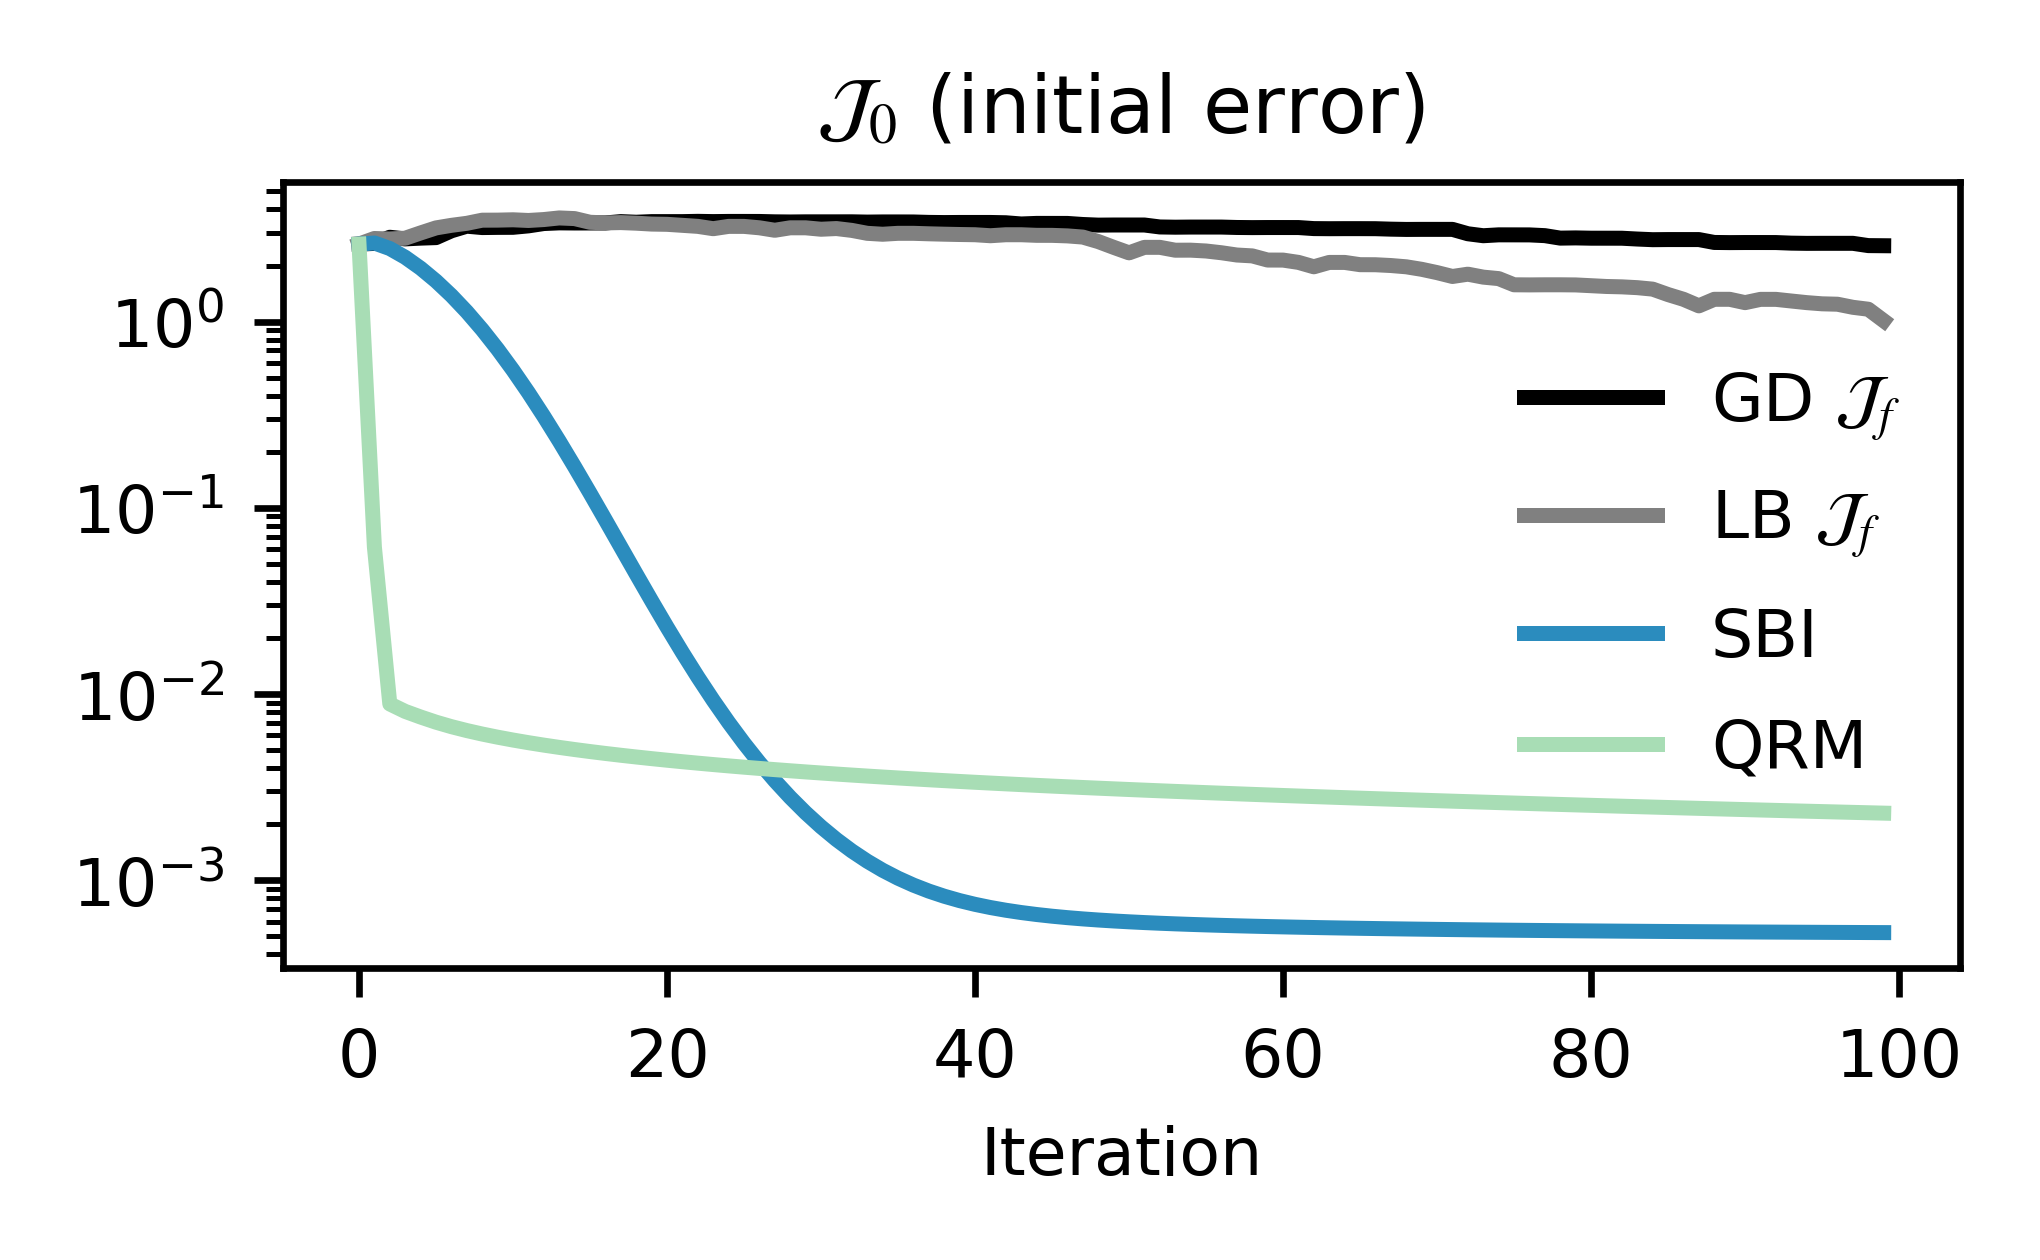 𝒥₀ (initial error)
10⁰
10⁻¹
10⁻²
10⁻³
GD 𝒥_f
LB 𝒥_f
SBI
QRM
0 20 40 60 80 100
Iteration